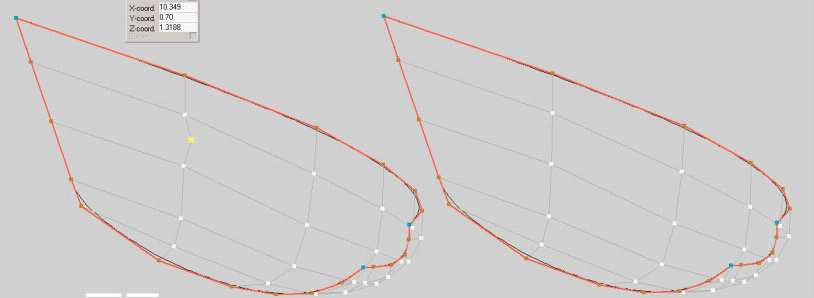 X-coord. 10.349
Y-coord. 0.70
Z-coord. 1.3188